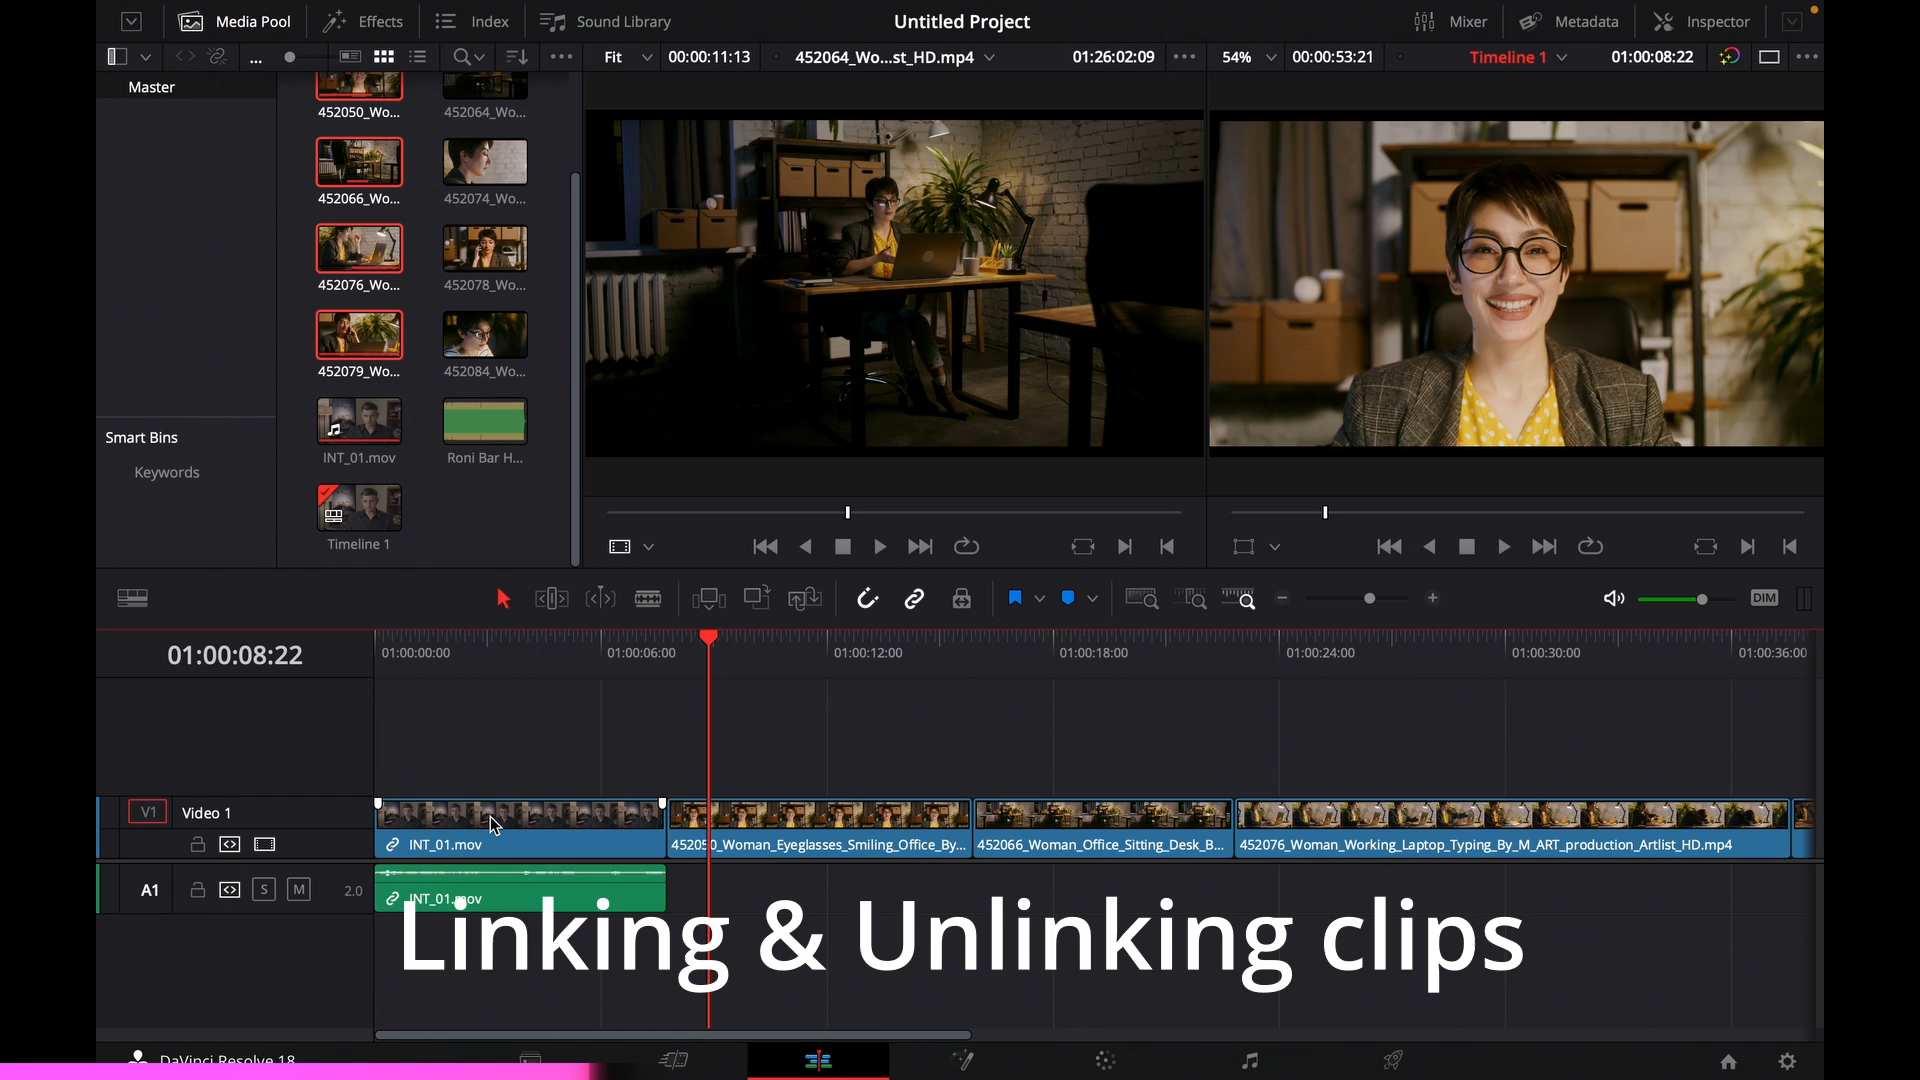 Media Pool Effects Index Sound Library Untitled Project Mixer Metadata Inspector
... Fit 00:00:11:13 452064_Wo...st_HD.mp4 01:26:02:09 54% 00:00:53:21 Timeline 1 01:00:08:22
Master
452050_Wo... 452064_Wo...
452066_Wo... 452074_Wo...
452076_Wo... 452078_Wo...
452079_Wo... 452084_Wo...
Smart Bins
INT_01.mov Roni Bar H...
Keywords
Timeline 1
DIM
01:00:08:22 01:00:00:00 01:00:06:00 01:00:12:00 01:00:18:00 01:00:24:00 01:00:30:00 01:00:36:00
V1 Video 1
INT_01.mov 452050_Woman_Eyeglasses_Smiling_Office_By... 452066_Woman_Office_Sitting_Desk_B... 452076_Woman_Working_Laptop_Typing_By_M_ART_production_Artlist_HD.mp4
A1 S M 2.0
INT_01.mov
Linking & Unlinking clips
DaVinci Resolve 18